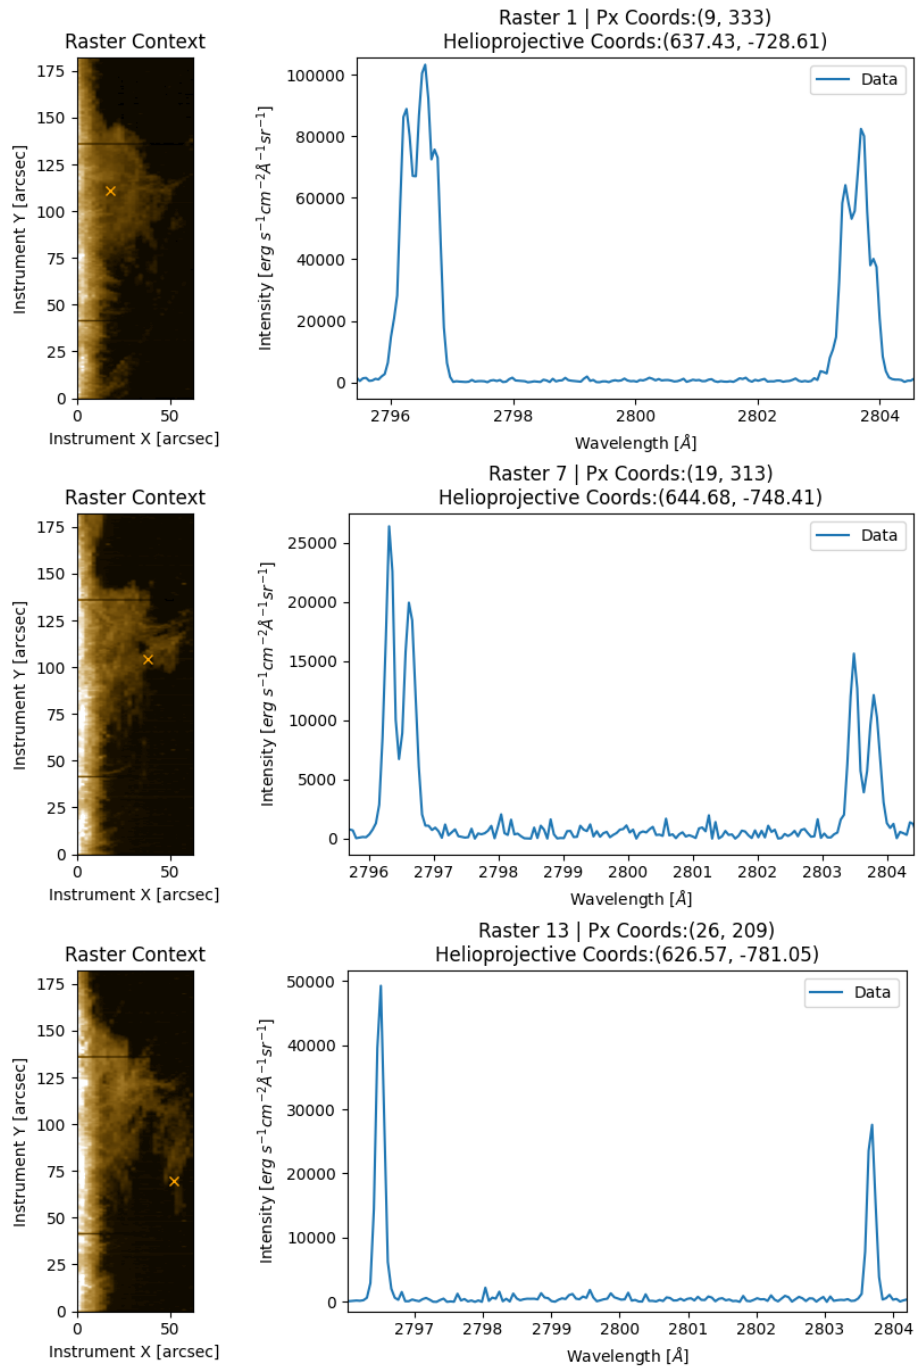 Raster 1 | Px Coords:(9, 333)
Helioprojective Coords:(637.43, -728.61)
Raster Context
Instrument Y [arcsec]
175
150
125
100
75
50
25
0
0
50
Instrument X [arcsec]
Intensity [erg s⁻¹cm⁻²Å⁻¹sr⁻¹]
100000
80000
60000
40000
20000
0
Data
2796
2798
2800
2802
2804
Wavelength [Å]
Raster 7 | Px Coords:(19, 313)
Helioprojective Coords:(644.68, -748.41)
Raster Context
Instrument Y [arcsec]
175
150
125
100
75
50
25
0
0
50
Instrument X [arcsec]
Intensity [erg s⁻¹cm⁻²Å⁻¹sr⁻¹]
25000
20000
15000
10000
5000
0
Data
2796
2797
2798
2799
2800
2801
2802
2803
2804
Wavelength [Å]
Raster 13 | Px Coords:(26, 209)
Helioprojective Coords:(626.57, -781.05)
Raster Context
Instrument Y [arcsec]
175
150
125
100
75
50
25
0
0
50
Instrument X [arcsec]
Intensity [erg s⁻¹cm⁻²Å⁻¹sr⁻¹]
50000
40000
30000
20000
10000
0
Data
2797
2798
2799
2800
2801
2802
2803
2804
Wavelength [Å]